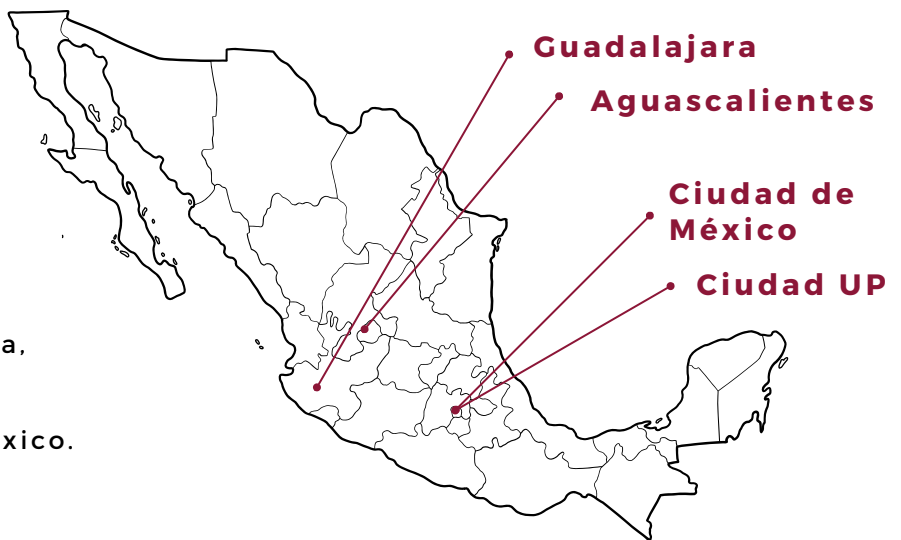 Guadalajara
Aguascalientes
Ciudad de
México
Ciudad UP
a,
xico.